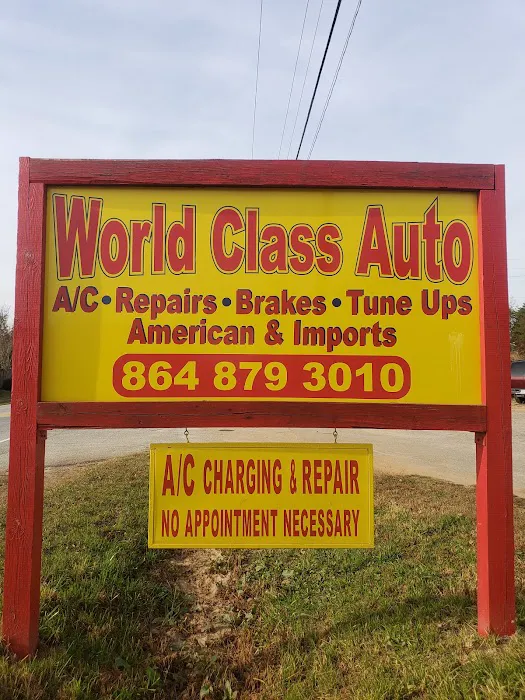 World Class Auto
A/C • Repairs • Brakes • Tune Ups
American & Imports
864 879 3010
A/C CHARGING & REPAIR
NO APPOINTMENT NECESSARY